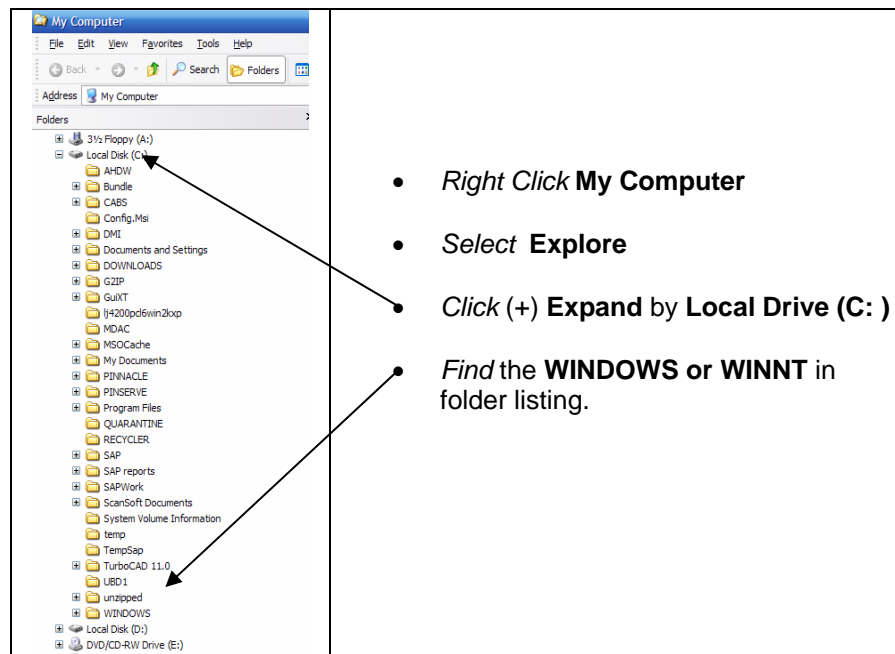 My Computer
File Edit View Favorites Tools Help
Back Search Folders
Address My Computer
Folders
3½ Floppy (A:)
Local Disk (C:)
AHDW
Bundle
CABS
Config.Msi
DMI
Documents and Settings
DOWNLOADS
G2IP
GuiXT
lj4200pcl6win2kxp
MDAC
MSOCache
My Documents
PINNACLE
PINSERVE
Program Files
QUARANTINE
RECYCLER
SAP
SAP reports
SAPWork
ScanSoft Documents
System Volume Information
temp
TempSap
TurboCAD 11.0
UBD1
unzipped
WINDOWS
Local Disk (D:)
DVD/CD-RW Drive (E:)
• Right Click My Computer
• Select Explore
• Click (+) Expand by Local Drive (C: )
• Find the WINDOWS or WINNT in
folder listing.